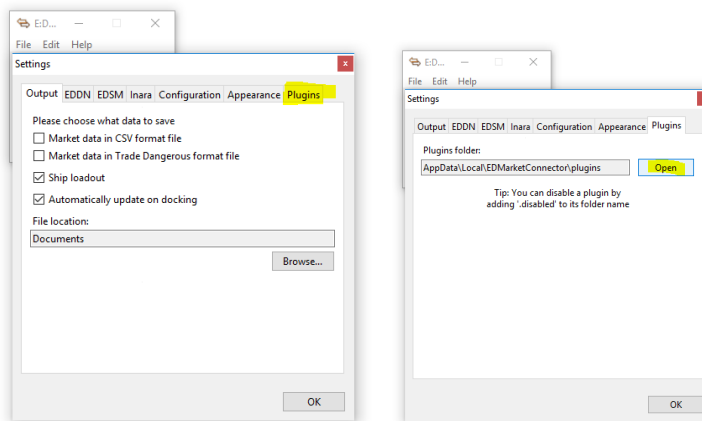 E:D...
File Edit Help
Settings
Output EDDN EDSM Inara Configuration Appearance Plugins
Please choose what data to save
Market data in CSV format file
Market data in Trade Dangerous format file
Ship loadout
Automatically update on docking
File location:
Documents
Browse...
OK
E:D...
File Edit Help
Settings
Output EDDN EDSM Inara Configuration Appearance Plugins
Plugins folder:
AppData\Local\EDMarketConnector\plugins
Open
Tip: You can disable a plugin by
adding '.disabled' to its folder name
OK